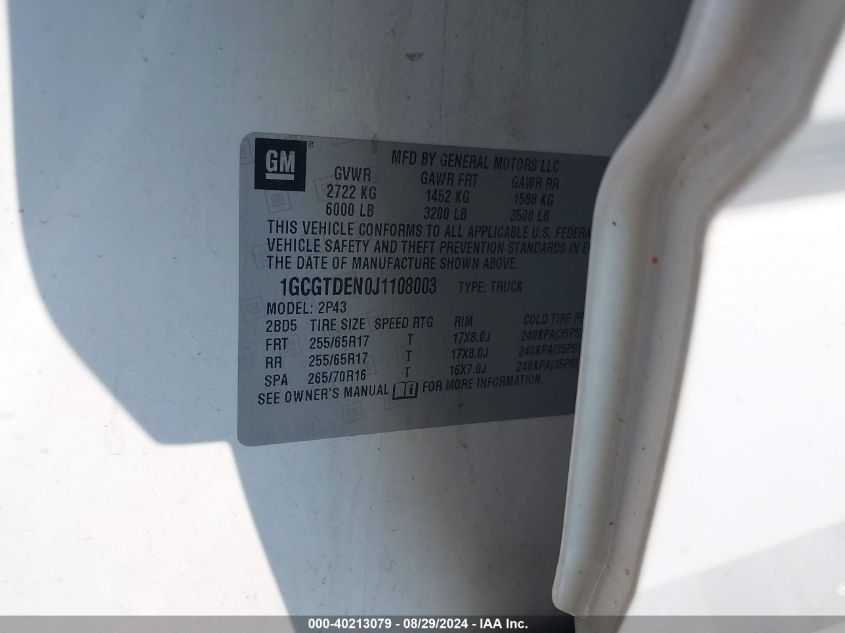 GM
MFD BY GENERAL MOTORS LLC
GVWR GAWR FRT GAWR RR
2722 KG 1452 KG 1588 KG
6000 LB 3200 LB 3500 LB
THIS VEHICLE CONFORMS TO ALL APPLICABLE U.S. FEDERA
VEHICLE SAFETY AND THEFT PREVENTION STANDARDS IN E
THE DATE OF MANUFACTURE SHOWN ABOVE.
1GCGTDEN0J1108003 TYPE: TRUCK
MODEL: 2P43
2BD5 TIRE SIZE SPEED RTG RIM COLD TIRE PR
FRT 255/65R17 T 17X8.0J 240KPA(35PSI
RR 255/65R17 T 17X8.0J 240KPA(35PSI
SPA 265/70R16 T 16X7.0J 240KPA(35PSI
SEE OWNER'S MANUAL FOR MORE INFORMATION.
000-40213079 - 08/29/2024 - IAA Inc.